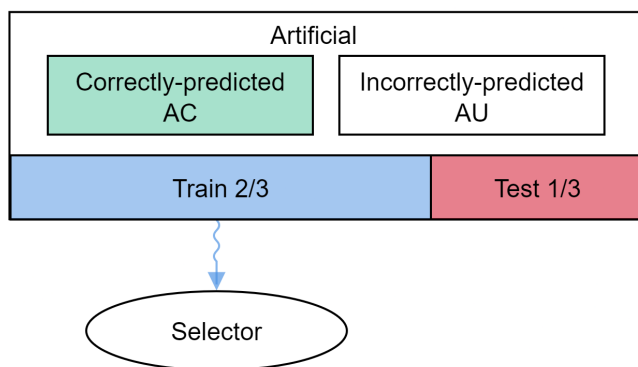 Artificial
Correctly-predicted
AC
Incorrectly-predicted
AU
Train 2/3
Test 1/3
Selector